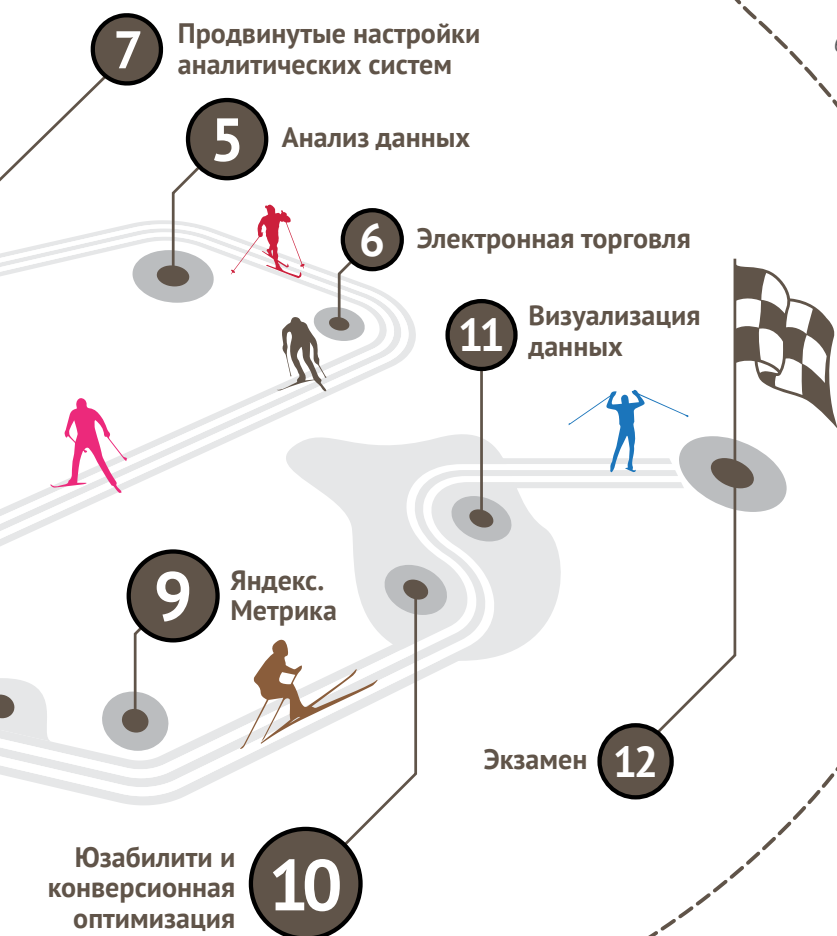 7
Продвинутые настройки
аналитических систем
5
Анализ данных
6
Электронная торговля
11
Визуализация
данных
9
Яндекс.
Метрика
Экзамен
12
Юзабилити и
конверсионная
оптимизация
10